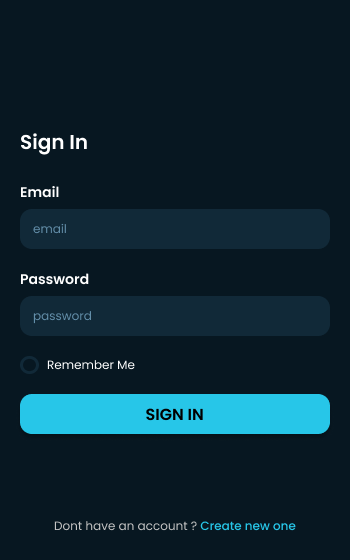 Sign In
Email
email
Password
password
Remember Me
SIGN IN
Dont have an account ? Create new one